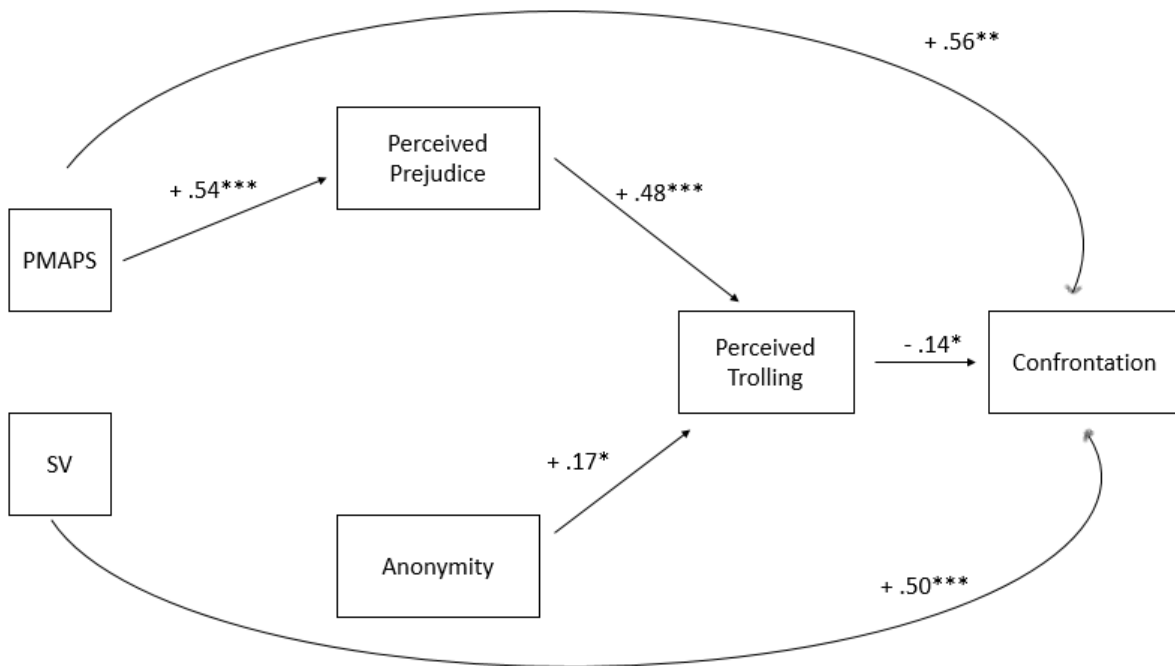 + .56**
Perceived
Prejudice
+ .54***
+ .48***
PMAPS
Perceived
Trolling
- .14*
Confrontation
SV
+ .17*
Anonymity
+ .50***